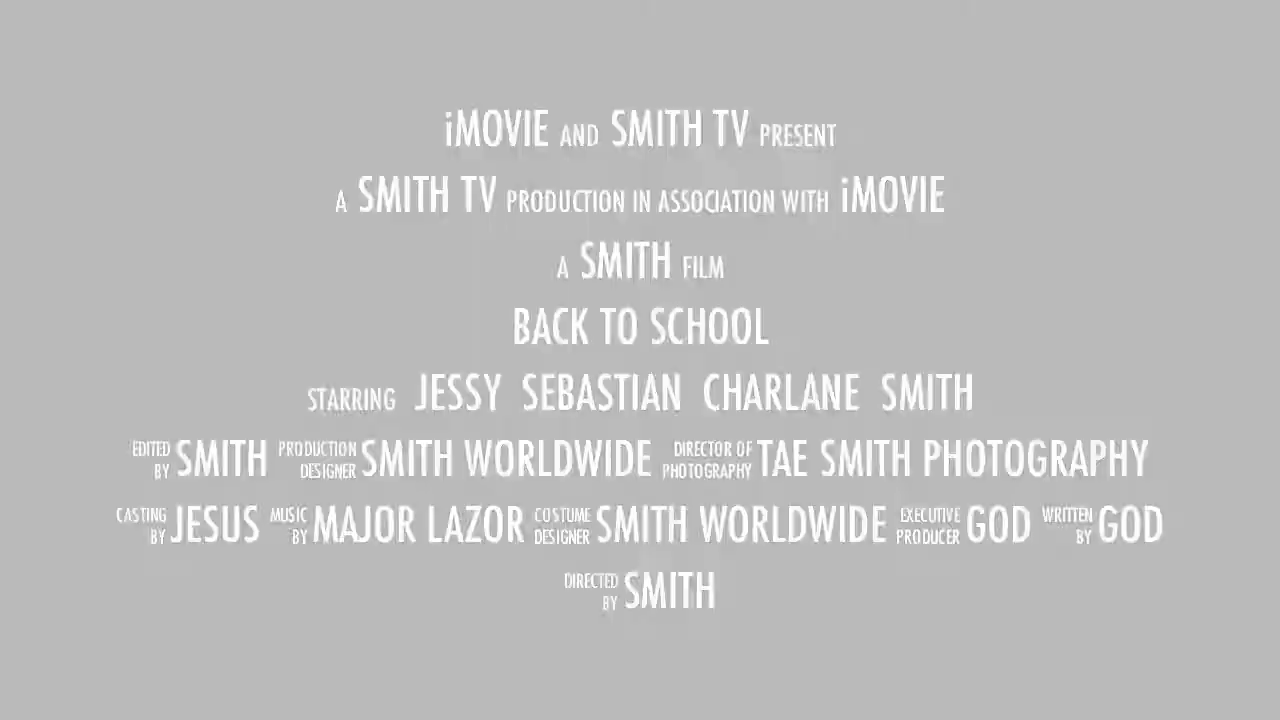 iMOVIE AND SMITH TV PRESENT
A SMITH TV PRODUCTION IN ASSOCIATION WITH iMOVIE
A SMITH FILM
BACK TO SCHOOL
STARRING JESSY SEBASTIAN CHARLANE SMITH
EDITED BY SMITH PRODUCTION DESIGNER SMITH WORLDWIDE DIRECTOR OF PHOTOGRAPHY TAE SMITH PHOTOGRAPHY
CASTING BY JESUS MUSIC BY MAJOR LAZOR COSTUME DESIGNER SMITH WORLDWIDE EXECUTIVE PRODUCER GOD WRITTEN BY GOD
DIRECTED BY SMITH